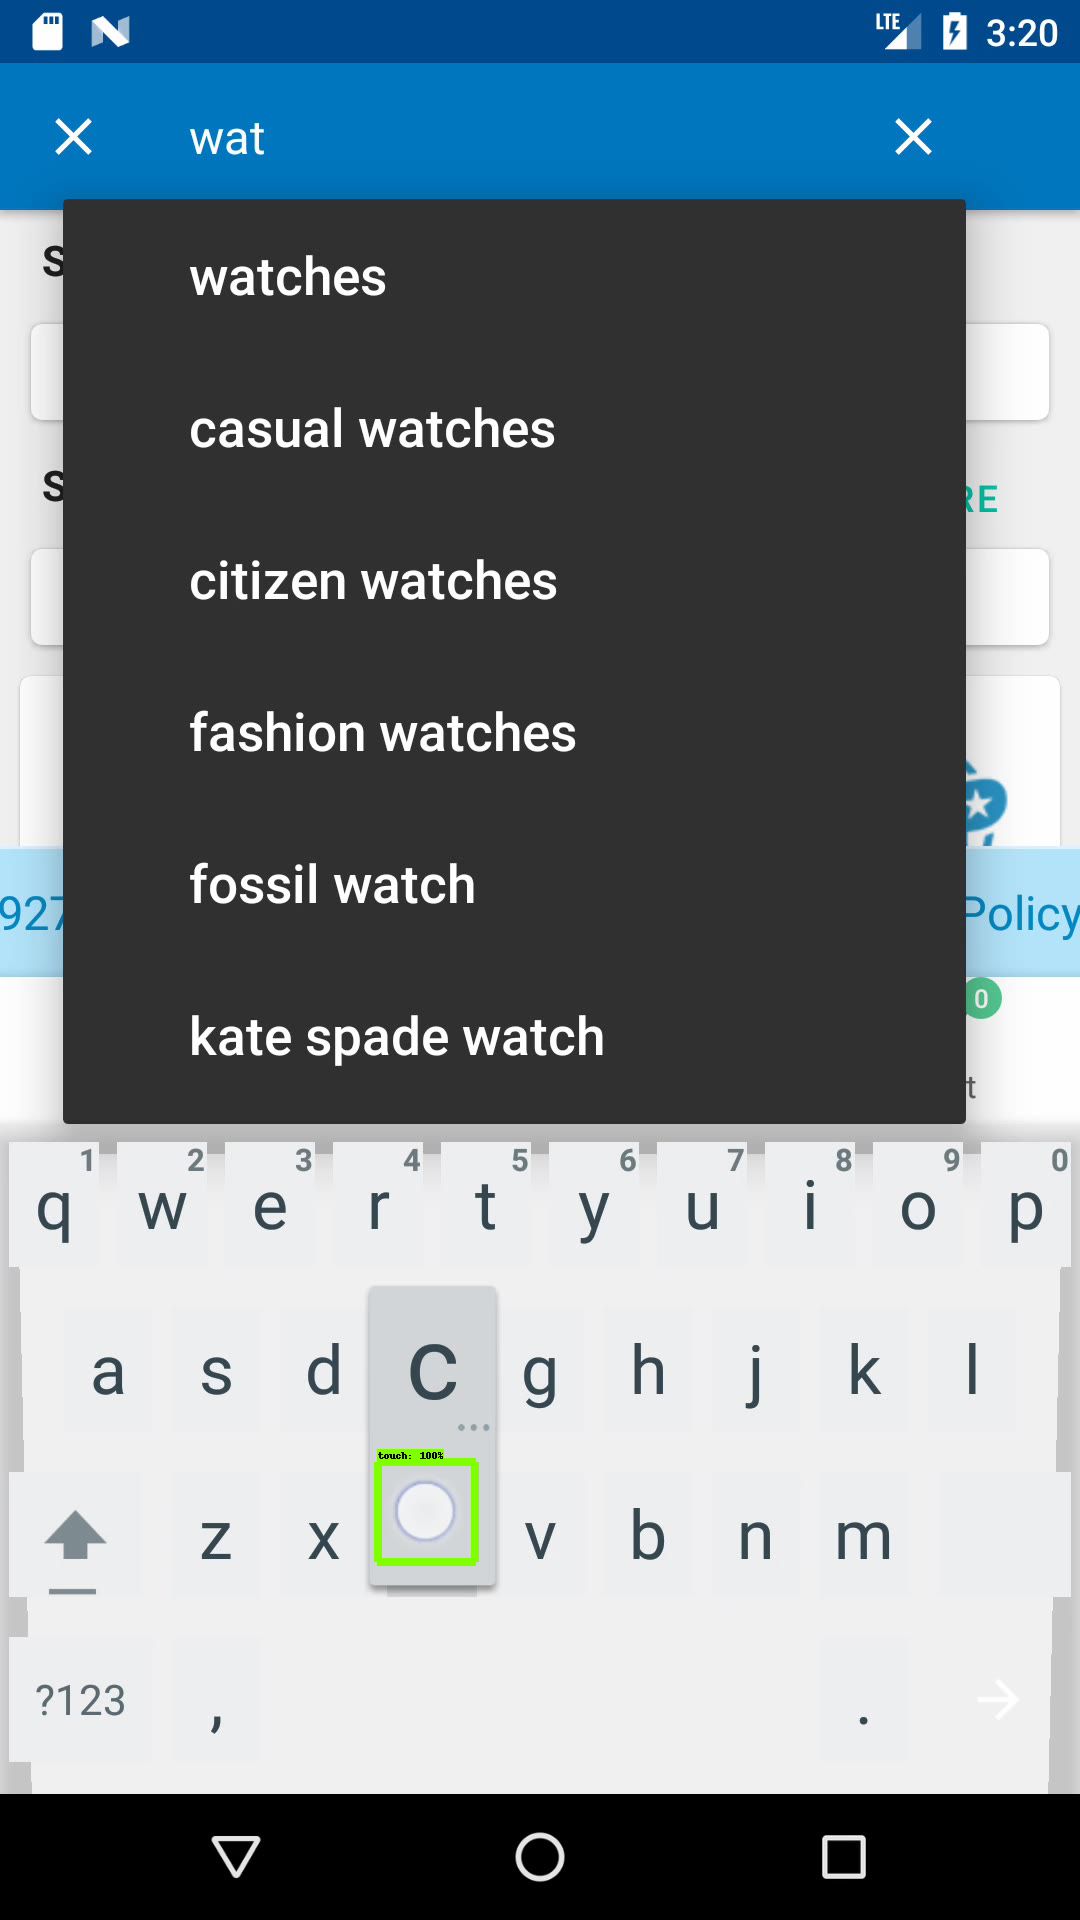 LTE 3:20
wat
S
watches
casual watches
S RE
citizen watches
fashion watches
fossil watch
927 Policy
0
kate spade watch
t
1 2 3 4 5 6 7 8 9 0
q w e r t y u i o p
a s d c g h j k l
...
touch: 100%
z x v b n m
?123 , .